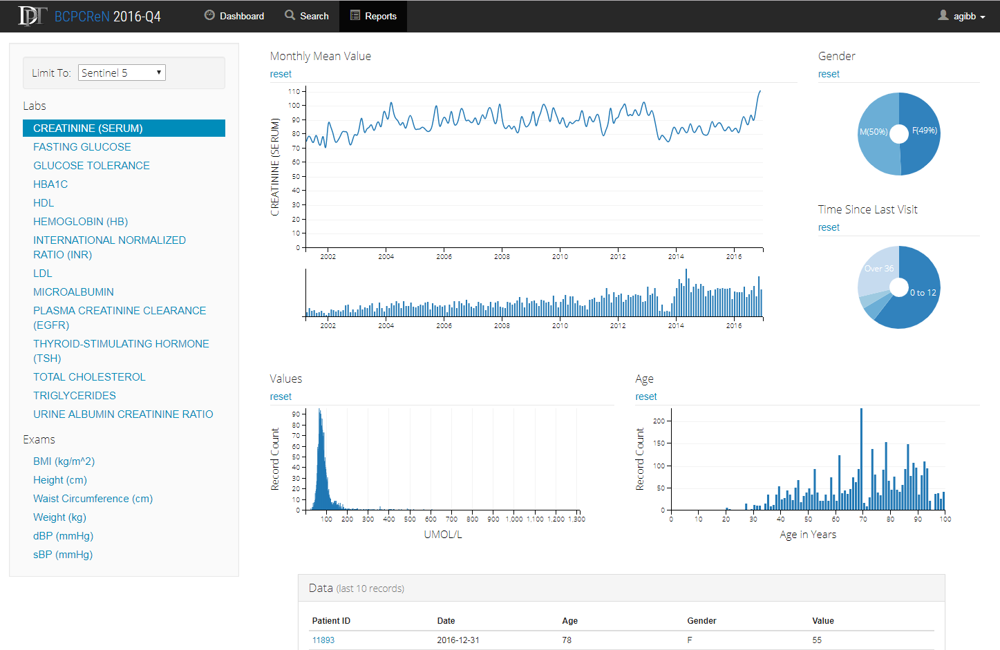 DPT BCPCReN 2016-Q4 Dashboard Search Reports agibb
Limit To: Sentinel 5
Labs
CREATININE (SERUM)
FASTING GLUCOSE
GLUCOSE TOLERANCE
HBA1C
HDL
HEMOGLOBIN (HB)
INTERNATIONAL NORMALIZED
RATIO (INR)
LDL
MICROALBUMIN
PLASMA CREATININE CLEARANCE
(EGFR)
THYROID-STIMULATING HORMONE
(TSH)
TOTAL CHOLESTEROL
TRIGLYCERIDES
URINE ALBUMIN CREATININE RATIO
Exams
BMI (kg/m^2)
Height (cm)
Waist Circumference (cm)
Weight (kg)
dBP (mmHg)
sBP (mmHg)
Monthly Mean Value
reset
CREATININE (SERUM)
110
100
90
80
70
60
50
40
30
20
10
0
2002 2004 2006 2008 2010 2012 2014 2016
2002 2004 2006 2008 2010 2012 2014 2016
Gender
reset
M(50%) F(49%)
Time Since Last Visit
reset
Over 36
0 to 12
Values
reset
Record Count
90
80
70
60
50
40
30
20
10
0
100 200 300 400 500 600 700 800 900 1,000 1,100 1,200 1,300
UMOL/L
Age
reset
Record Count
200
150
100
50
0
0 10 20 30 40 50 60 70 80 90 100
Age in Years
Data (last 10 records)
Patient ID Date Age Gender Value
11893 2016-12-31 78 F 55